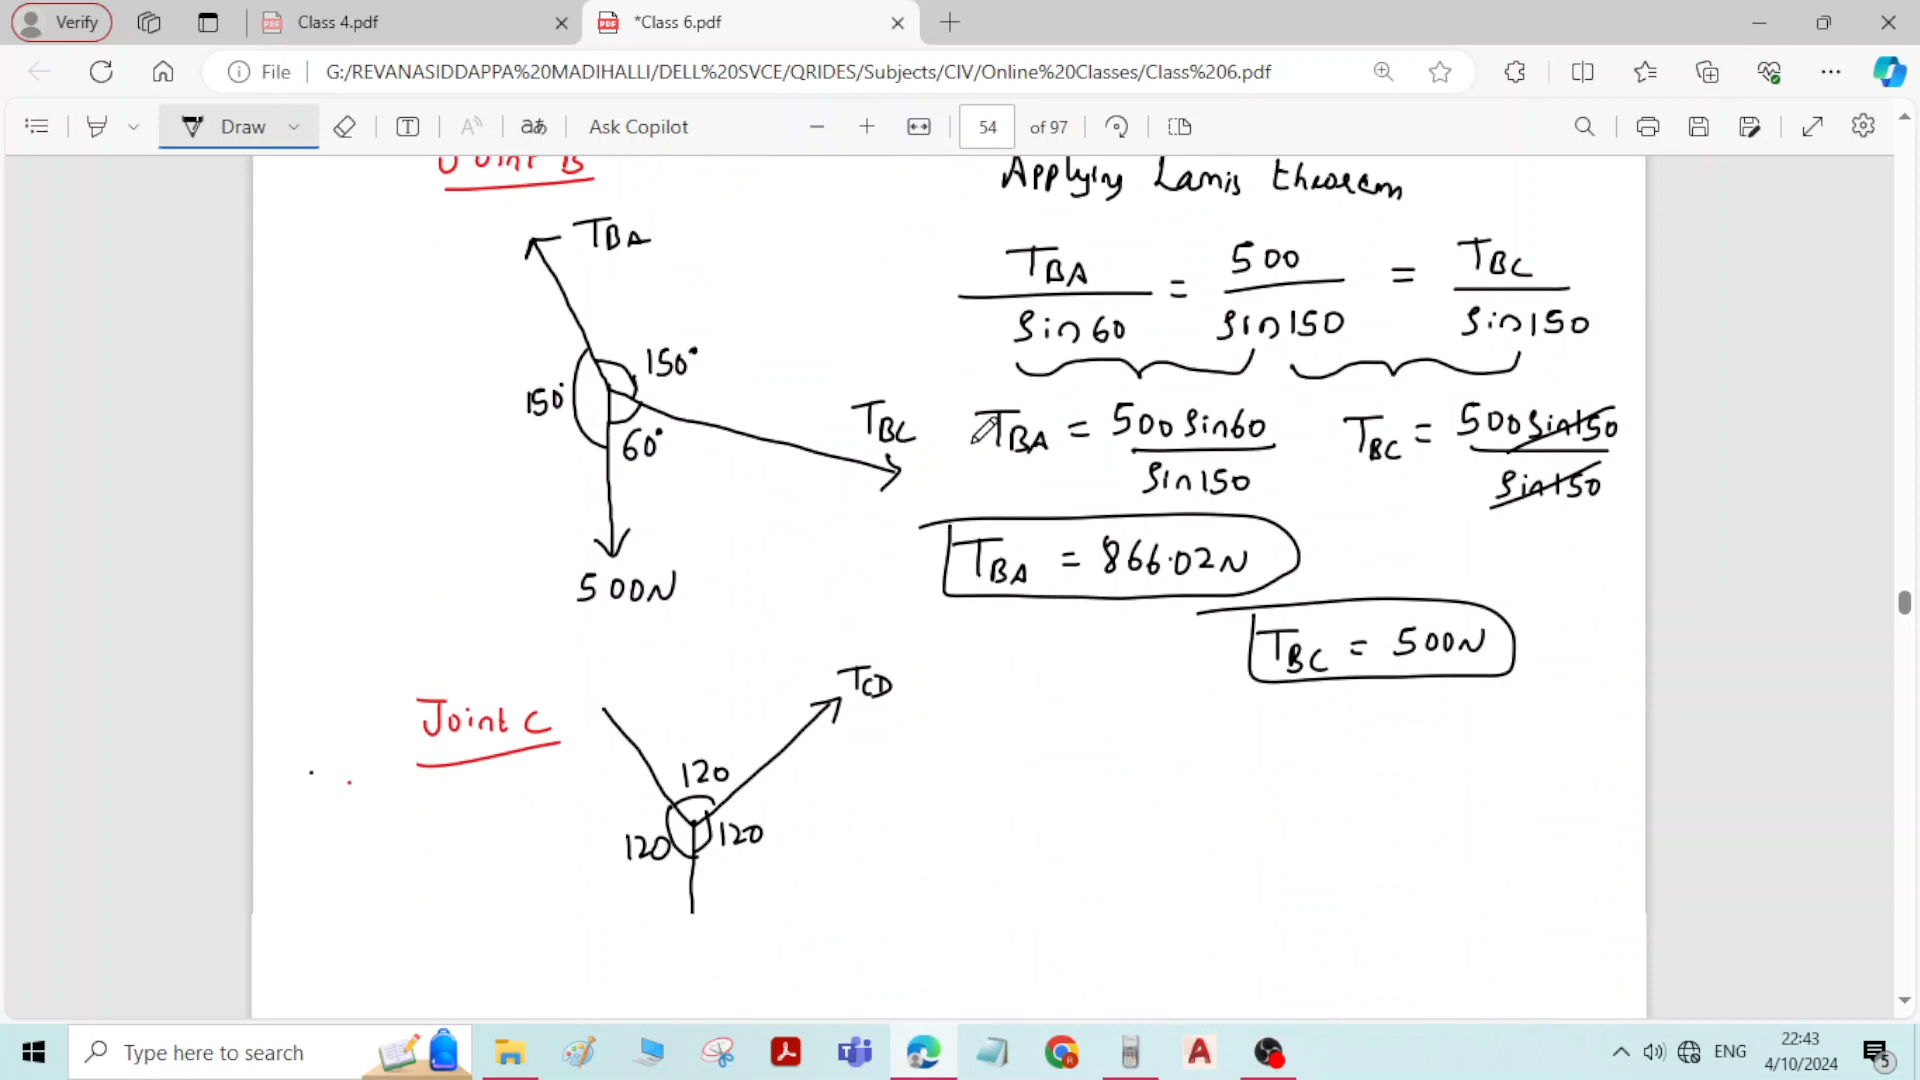 Verify
Class 4.pdf
*Class 6.pdf
File
G:/REVANASIDDAPPA%20MADIHALLI/DELL%20SVCE/QRIDES/Subjects/CIV/Online%20Classes/Class%206.pdf
Draw
Ask Copilot
54 of 97
Joint B
Applying Lamis theorem
TBA
TBA / sin60 = 500 / sin150 = TBC / sin150
150°
150°
60°
TBC
TBA = 500 sin60 / sin150
TBC = 500 sin150 / sin150
500N
TBA = 866.02N
TBC = 500N
Joint C
TCD
120
120
120
Type here to search
ENG
22:43
4/10/2024
5